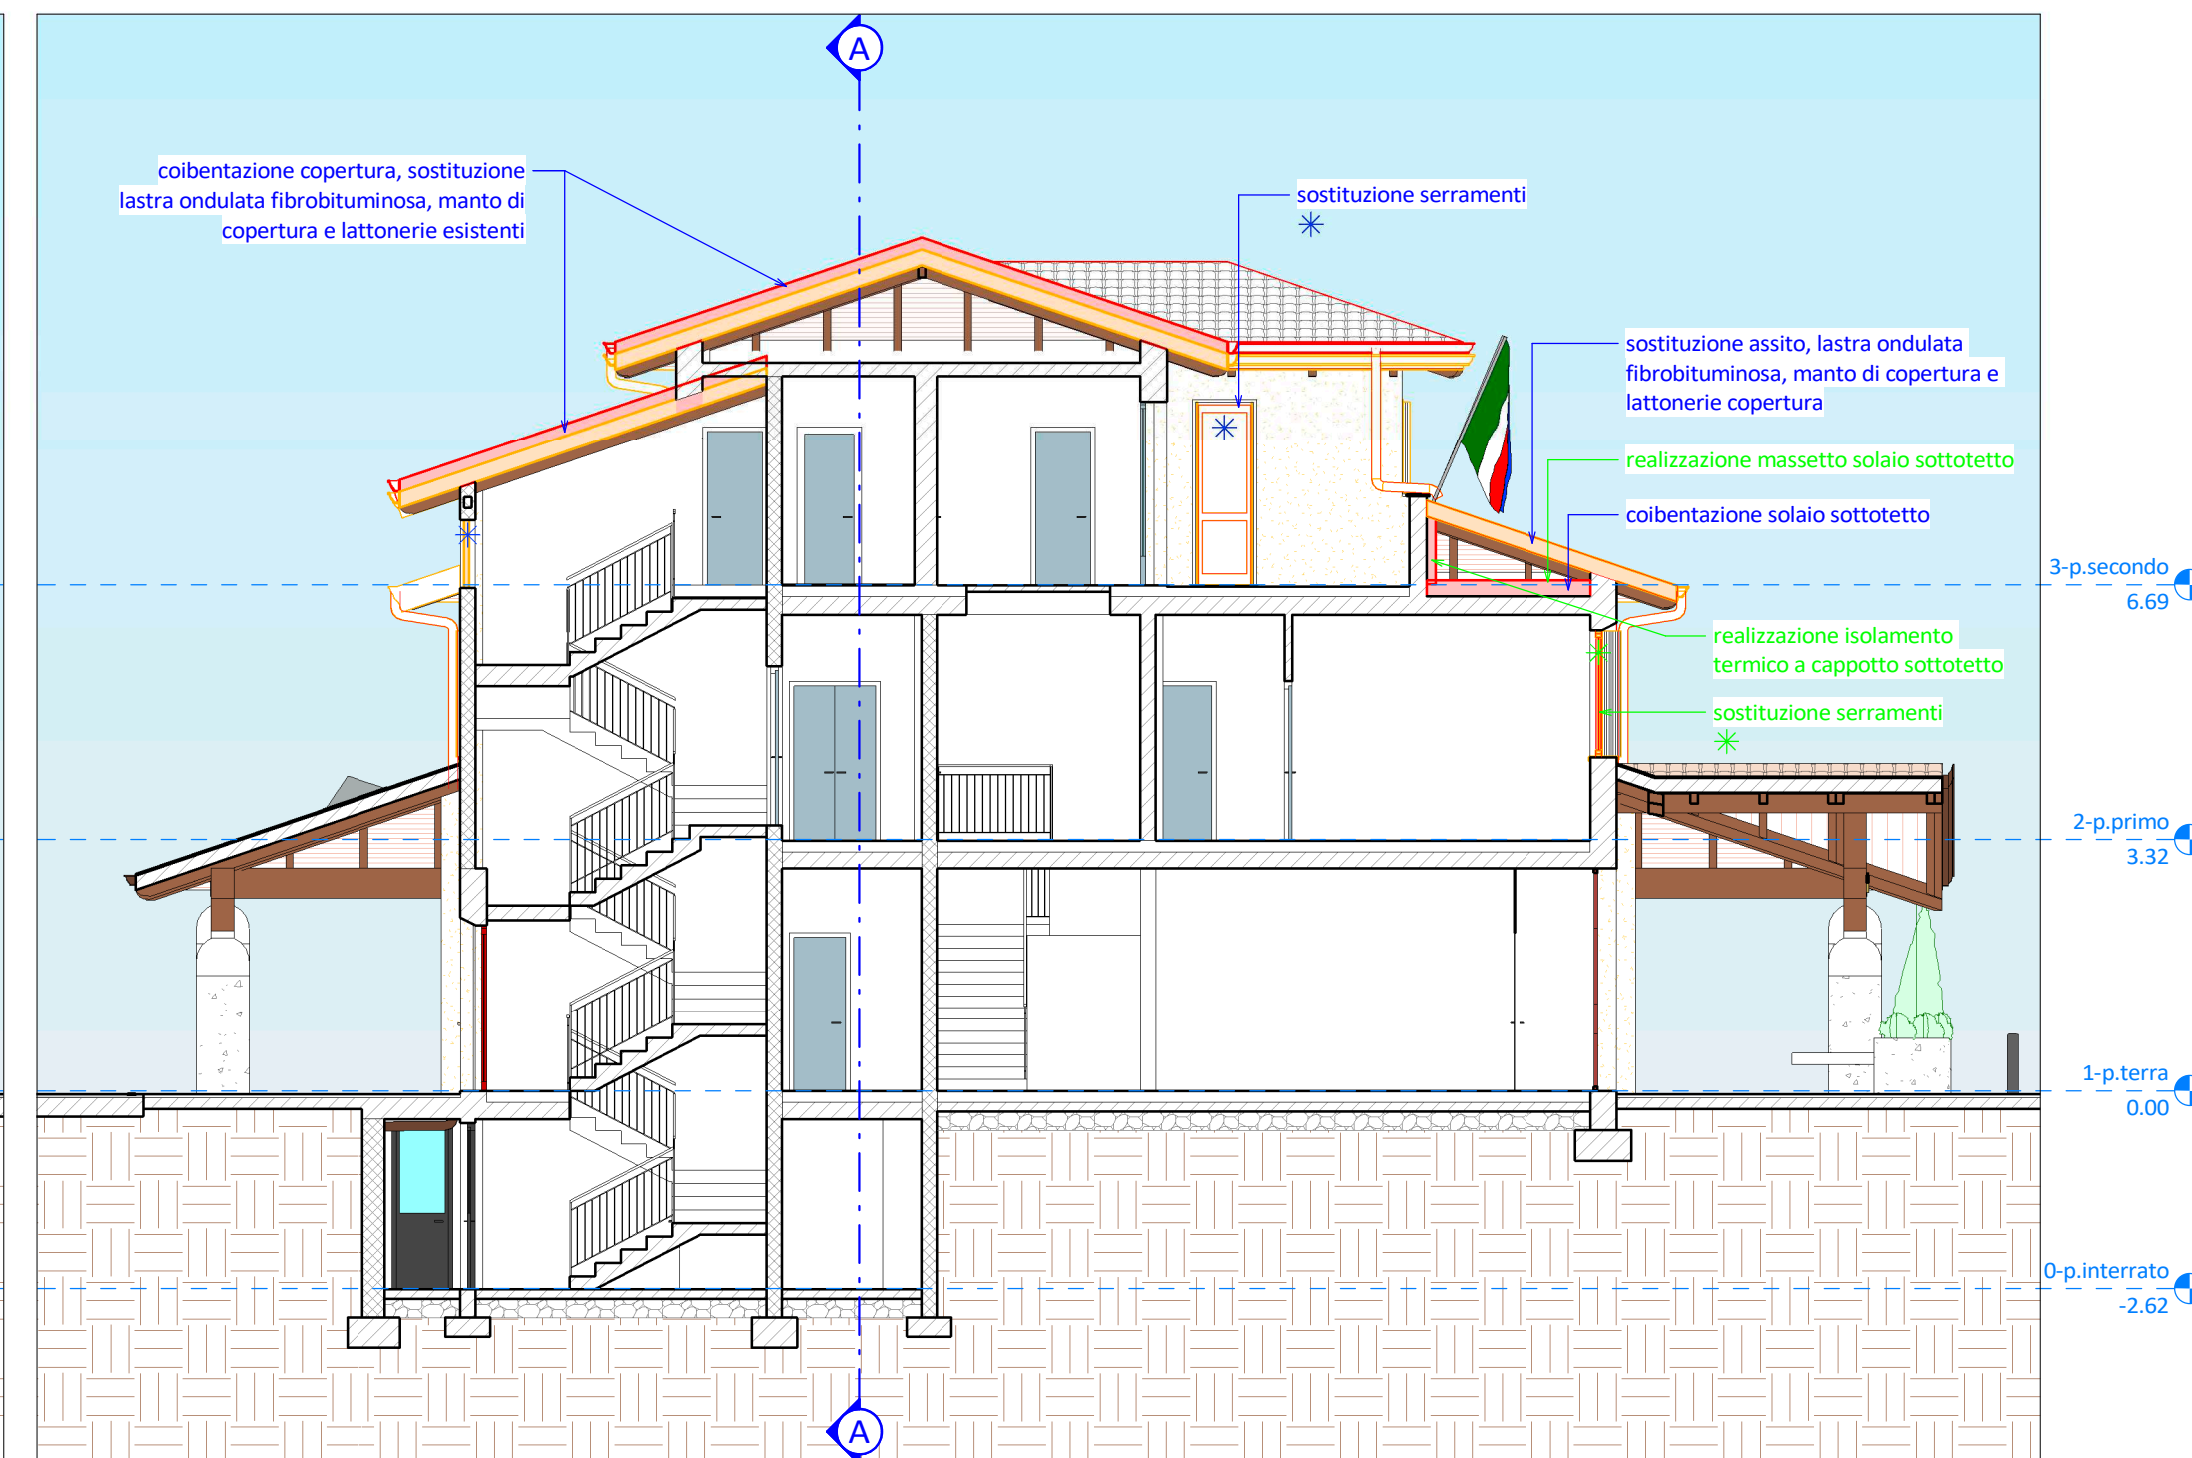 A
coibentazione copertura, sostituzione
lastra ondulata fibrobituminosa, manto di
copertura e lattonerie esistenti
sostituzione serramenti
sostituzione assito, lastra ondulata
fibrobituminosa, manto di copertura e
lattonerie copertura
realizzazione massetto solaio sottotetto
coibentazione solaio sottotetto
3-p.secondo
6.69
realizzazione isolamento
termico a cappotto sottotetto
sostituzione serramenti
2-p.primo
3.32
1-p.terra
0.00
0-p.interrato
-2.62
A